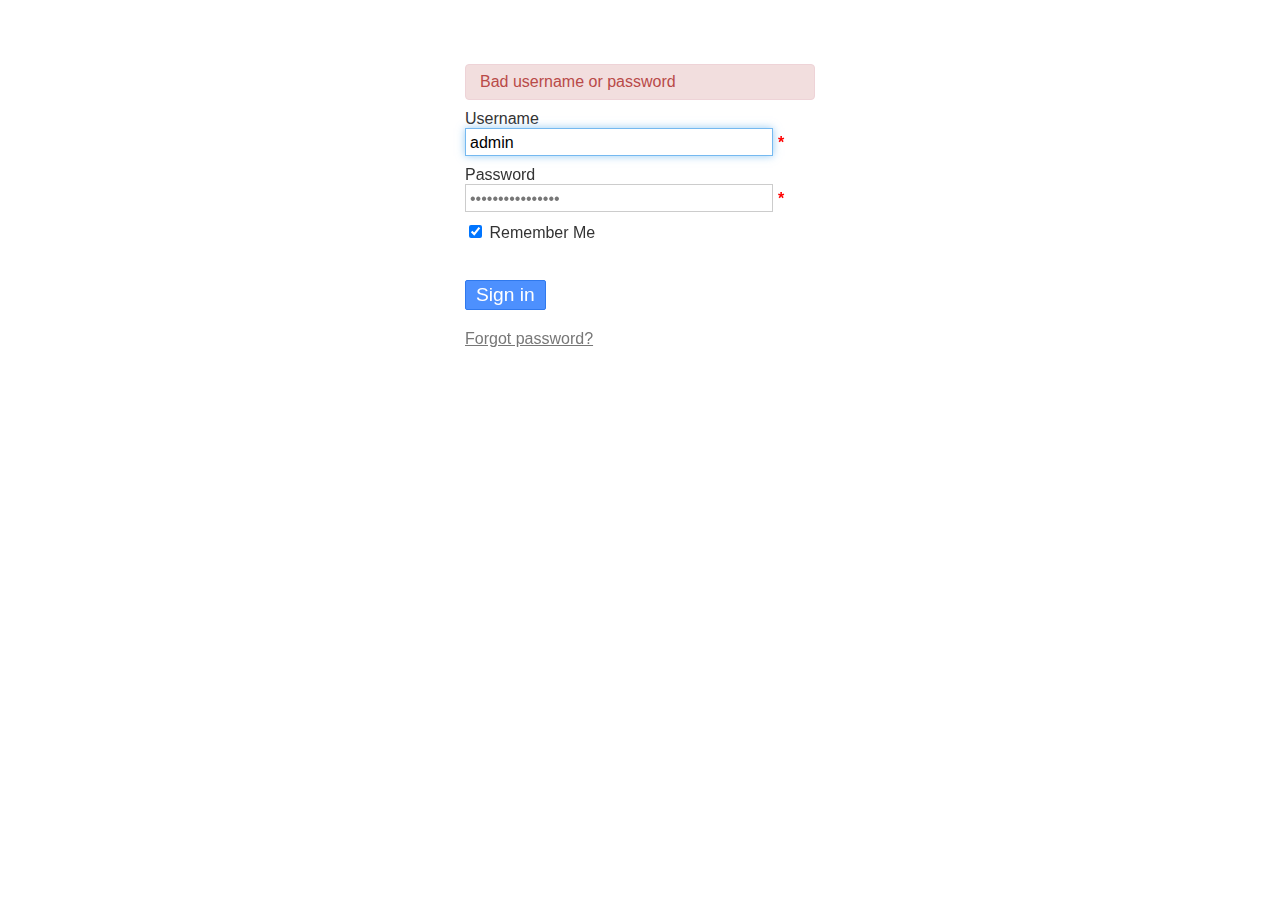 Bad username or password
Username
admin *
Password
•••••••••••••••• *
Remember Me
Sign in
Forgot password?